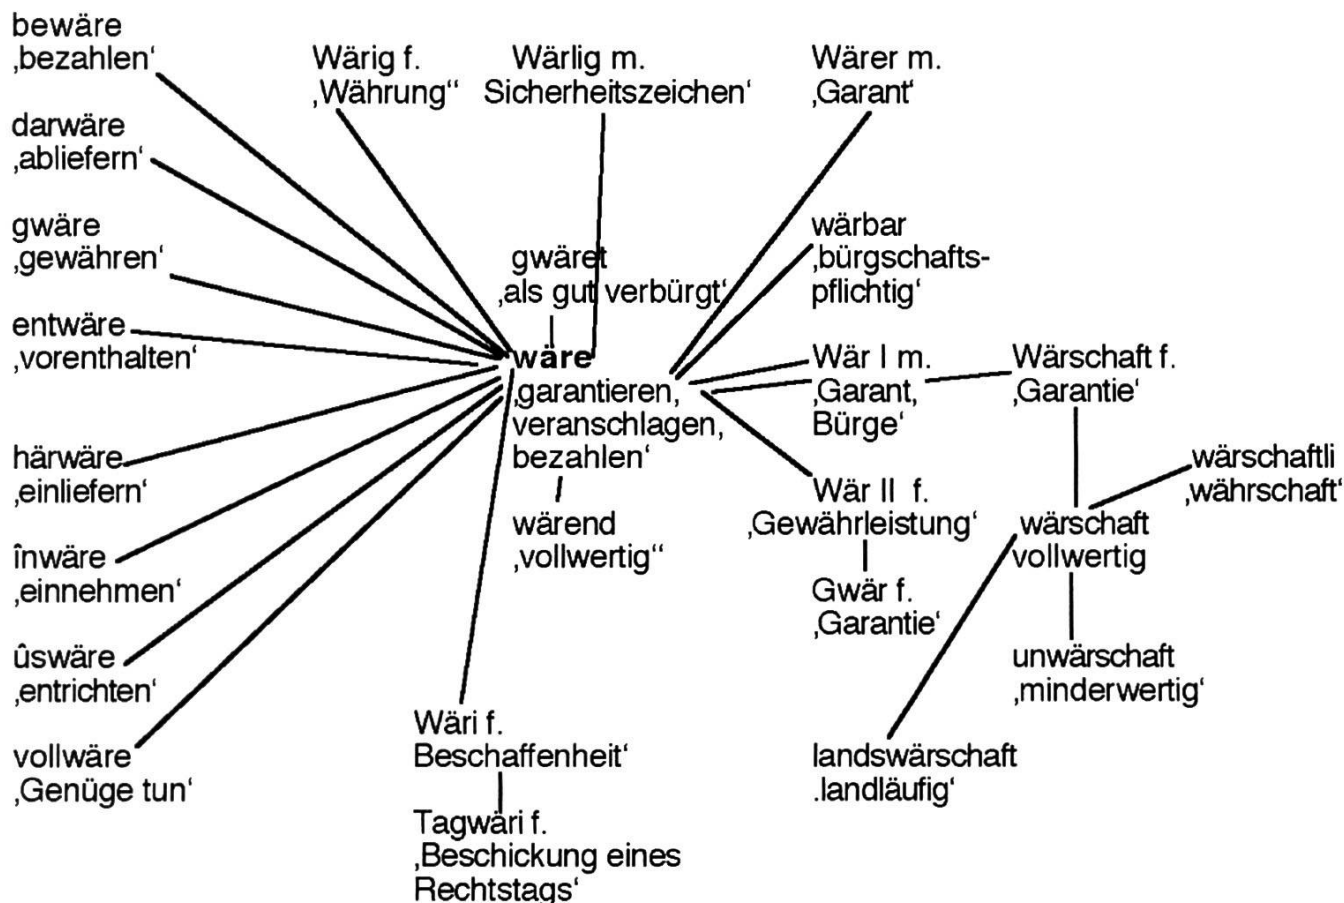 beware
‚bezahlen‘
darwäre
‚abliefern‘
gwäre
‚gewähren‘
entwäre
‚vorenthalten‘
härwäre
‚einliefern‘
înwäre
‚einnehmen‘
ûswäre
‚entrichten‘
vollwäre
‚Genüge tun‘
Wärig f.
‚Währung“
Wärlig m.
Sicherheitszeichen‘
Wärer m.
‚Garant‘
gwäret
‚als gut verbürgt‘
wäre
‚garantieren,
veranschlagen,
bezahlen‘
wärend
‚vollwertig“
Wäri f.
Beschaffenheit‘
Tagwäri f.
‚Beschickung eines
Rechtstags‘
wärbar
‚bürgschafts-
pflichtig‘
Wär I m.
‚Garant,
Bürge‘
Wär II f.
‚Gewährleistung‘
Gwär f.
‚Garantie‘
Wärschaft f.
‚Garantie‘
wärschaftli
‚währschaft‘
wärschaft
vollwertig
unwärschaft
‚minderwertig‘
landswärschaft
.landläufig‘